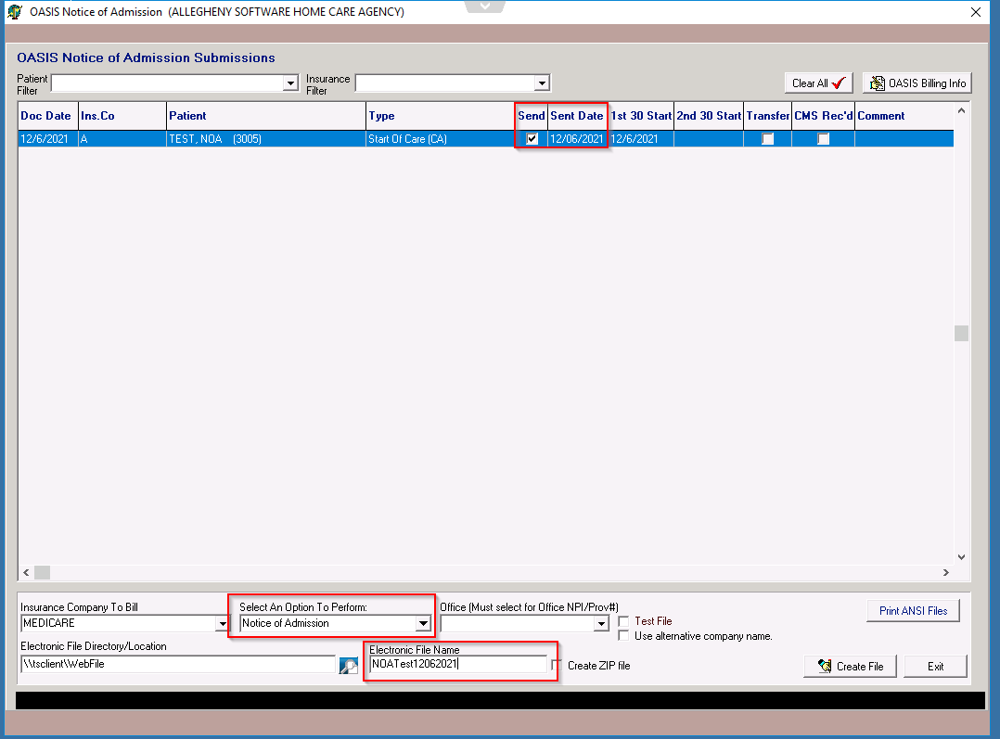 OASIS Notice of Admission (ALLEGHENY SOFTWARE HOME CARE AGENCY)
OASIS Notice of Admission Submissions
Patient Filter Insurance Filter Clear All OASIS Billing Info
Doc Date Ins.Co Patient Type Send Sent Date 1st 30 Start 2nd 30 Start Transfer CMS Rec'd Comment
12/6/2021 A TEST, NOA (3005) Start Of Care (CA) 12/06/2021 12/6/2021
Insurance Company To Bill Select An Option To Perform: Office (Must select for Office NPI/Prov#)
MEDICARE Notice of Admission Test File Print ANSI Files
Use alternative company name.
Electronic File Directory/Location Electronic File Name
\\tsclient\WebFile NOATest12062021 Create ZIP file Create File Exit